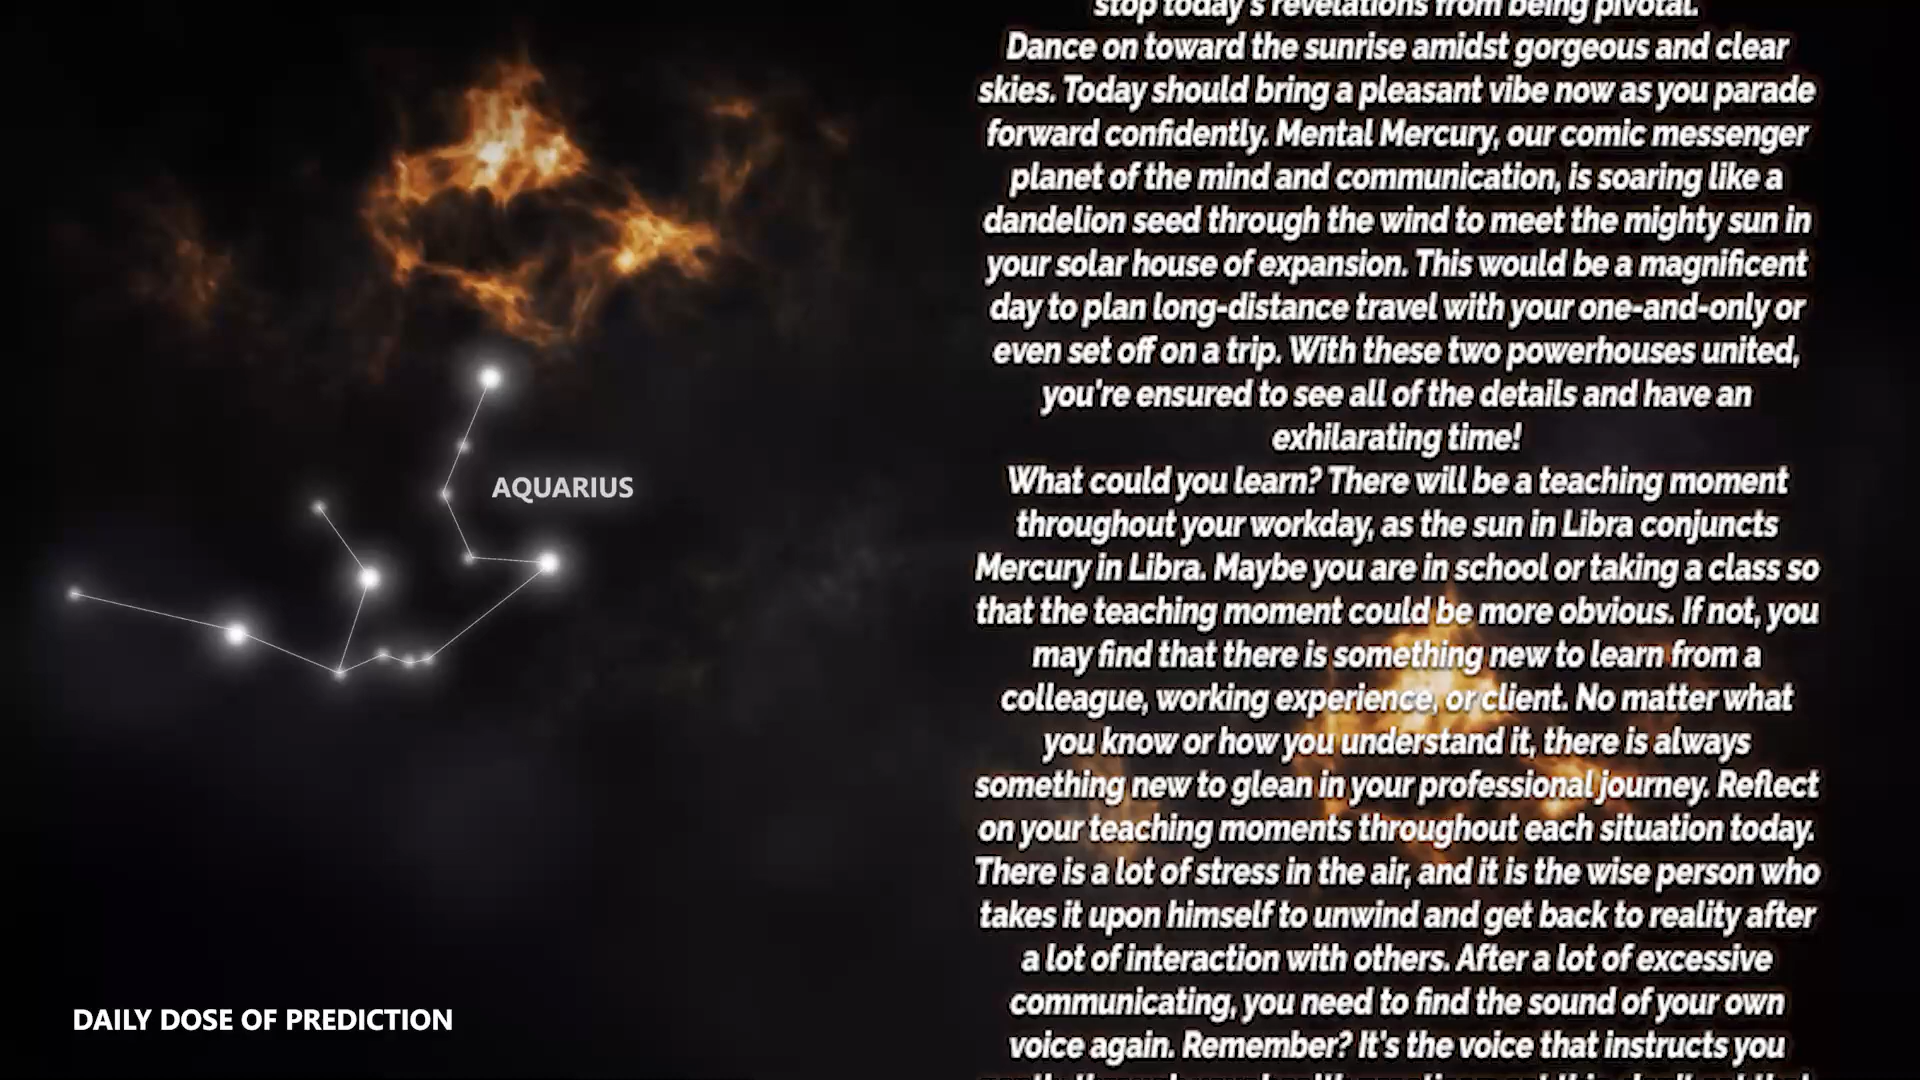 stop today's revelations from being pivotal.
Dance on toward the sunrise amidst gorgeous and clear
skies. Today should bring a pleasant vibe now as you parade
forward confidently. Mental Mercury, our comic messenger
planet of the mind and communication, is soaring like a
dandelion seed through the wind to meet the mighty sun in
your solar house of expansion. This would be a magnificent
day to plan long-distance travel with your one-and-only or
even set off on a trip. With these two powerhouses united,
you're ensured to see all of the details and have an
exhilarating time!
What could you learn? There will be a teaching moment
throughout your workday, as the sun in Libra conjuncts
Mercury in Libra. Maybe you are in school or taking a class so
that the teaching moment could be more obvious. If not, you
may find that there is something new to learn from a
colleague, working experience, or client. No matter what
you know or how you understand it, there is always
something new to glean in your professional journey. Reflect
on your teaching moments throughout each situation today.
There is a lot of stress in the air, and it is the wise person who
takes it upon himself to unwind and get back to reality after
a lot of interaction with others. After a lot of excessive
communicating, you need to find the sound of your own
voice again. Remember? It's the voice that instructs you
AQUARIUS
DAILY DOSE OF PREDICTION